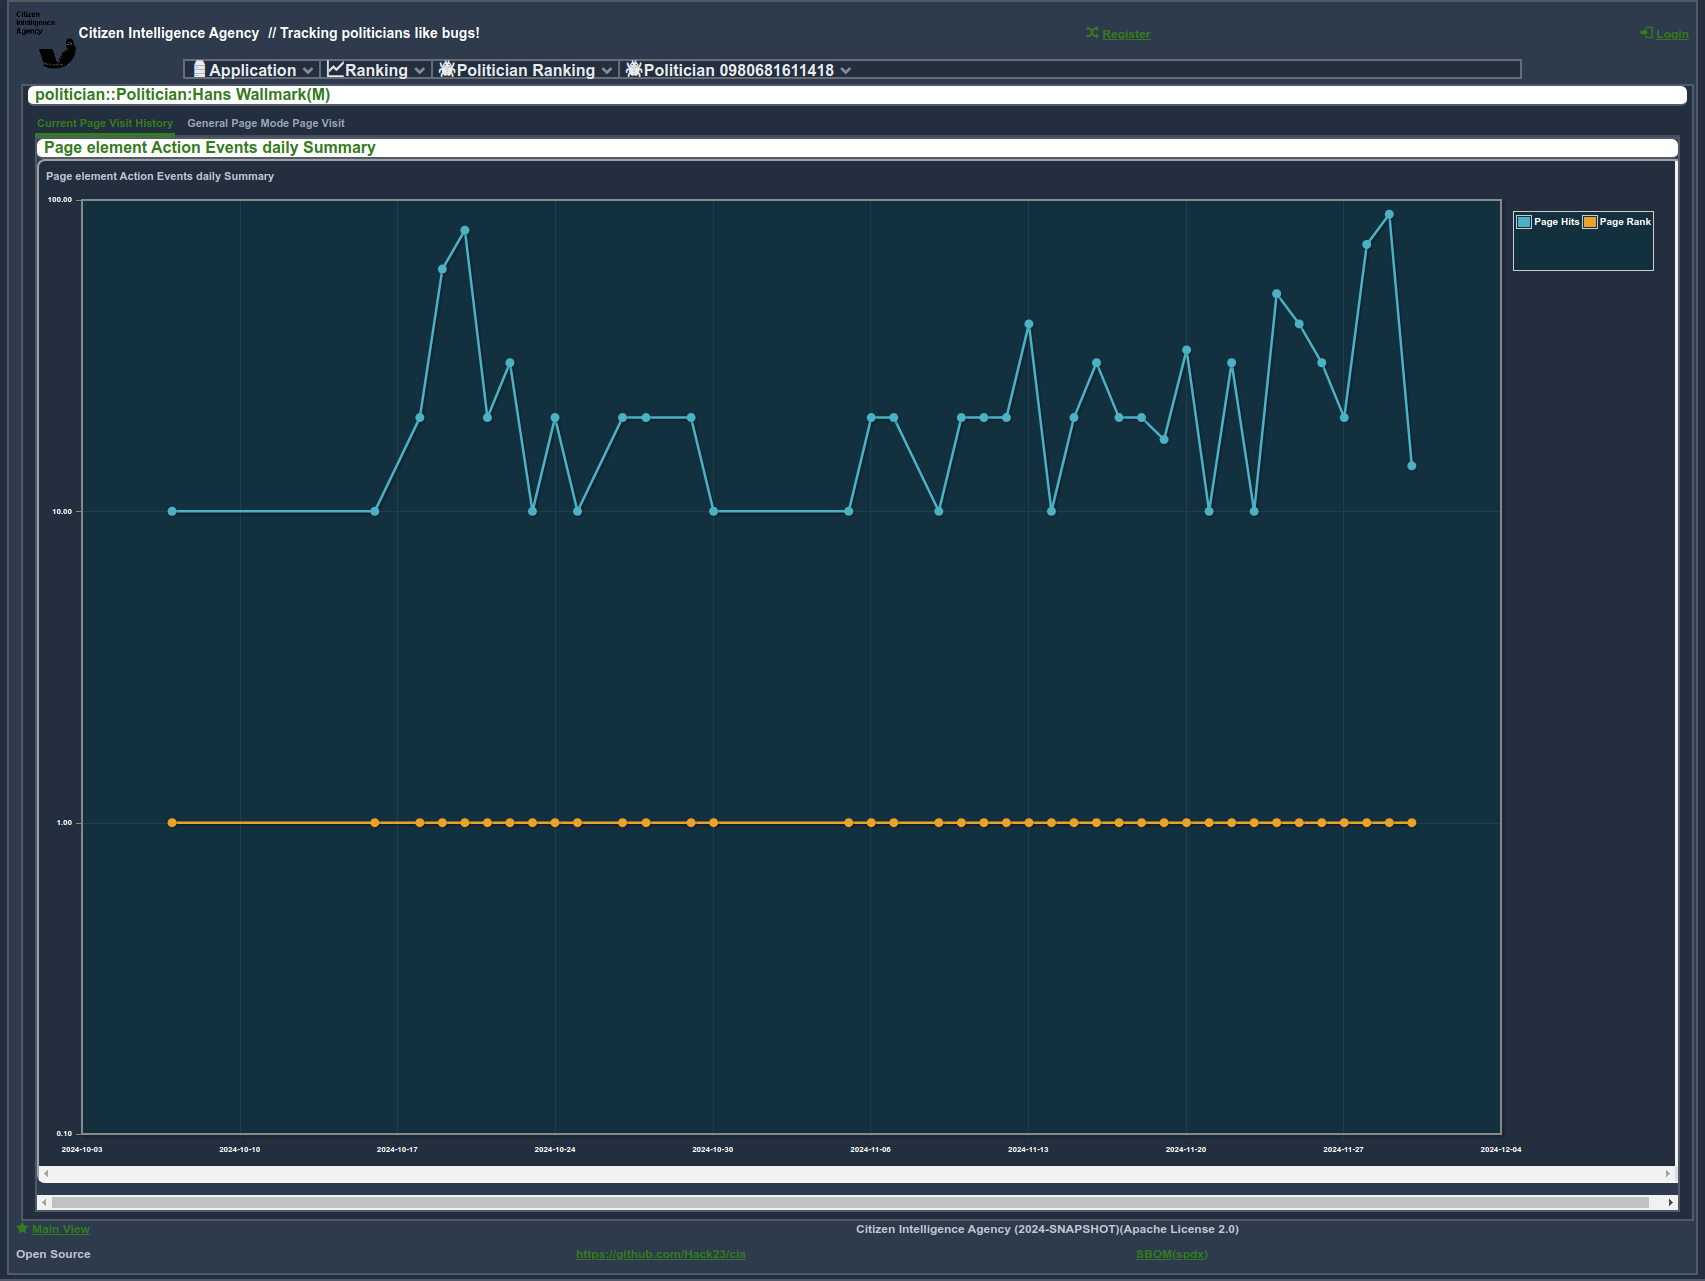 Citizen
Intelligence
Agency
Citizen Intelligence Agency // Tracking politicians like bugs!
Register
Login
Application
Ranking
Politician Ranking
Politician 0980681611418
politician::Politician:Hans Wallmark(M)
Current Page Visit History
General Page Mode Page Visit
Page element Action Events daily Summary
Page element Action Events daily Summary
100.00
10.00
1.00
0.10
2024-10-03
2024-10-10
2024-10-17
2024-10-24
2024-10-30
2024-11-06
2024-11-13
2024-11-20
2024-11-27
2024-12-04
Page Hits
Page Rank
Main View
Citizen Intelligence Agency (2024-SNAPSHOT)(Apache License 2.0)
Open Source
https://github.com/Hack23/cia
SBOM(spdx)